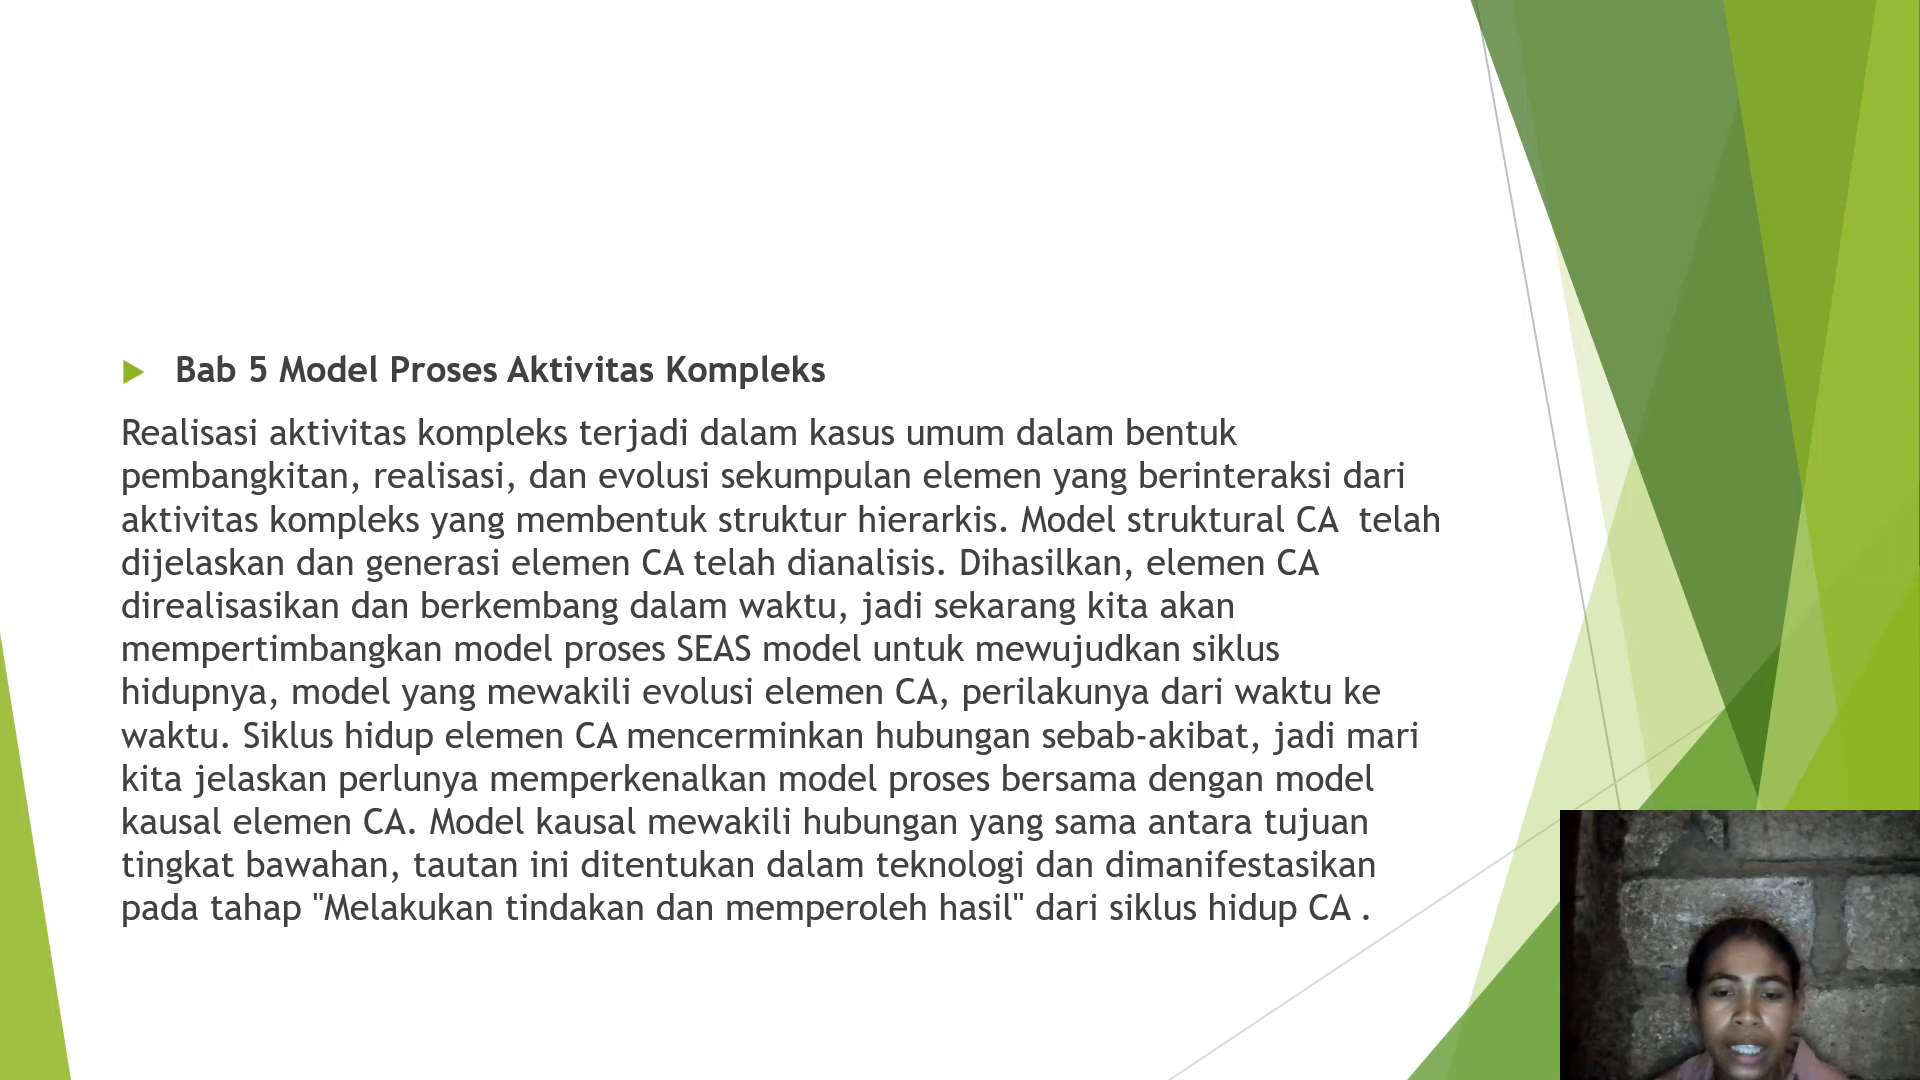 Bab 5 Model Proses Aktivitas Kompleks
Realisasi aktivitas kompleks terjadi dalam kasus umum dalam bentuk
pembangkitan, realisasi, dan evolusi sekumpulan elemen yang berinteraksi dari
aktivitas kompleks yang membentuk struktur hierarkis. Model struktural CA  telah
dijelaskan dan generasi elemen CA telah dianalisis. Dihasilkan, elemen CA
direalisasikan dan berkembang dalam waktu, jadi sekarang kita akan
mempertimbangkan model proses SEAS model untuk mewujudkan siklus
hidupnya, model yang mewakili evolusi elemen CA, perilakunya dari waktu ke
waktu. Siklus hidup elemen CA mencerminkan hubungan sebab-akibat, jadi mari
kita jelaskan perlunya memperkenalkan model proses bersama dengan model
kausal elemen CA. Model kausal mewakili hubungan yang sama antara tujuan
tingkat bawahan, tautan ini ditentukan dalam teknologi dan dimanifestasikan
pada tahap "Melakukan tindakan dan memperoleh hasil" dari siklus hidup CA .